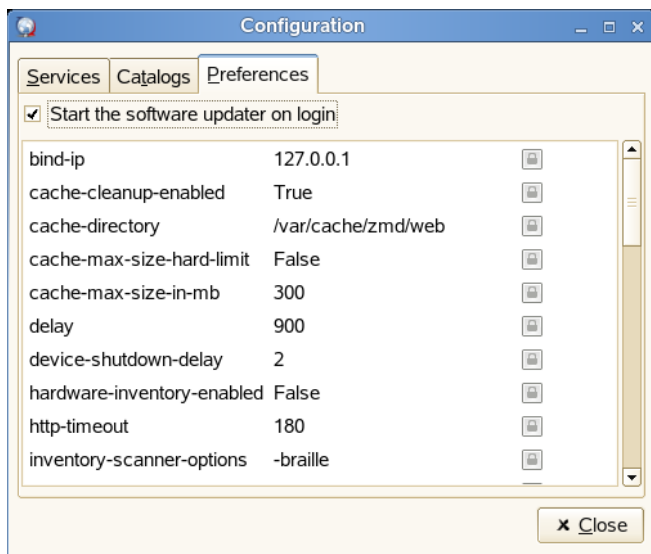 Configuration
Services Catalogs Preferences
Start the software updater on login
bind-ip 127.0.0.1
cache-cleanup-enabled True
cache-directory /var/cache/zmd/web
cache-max-size-hard-limit False
cache-max-size-in-mb 300
delay 900
device-shutdown-delay 2
hardware-inventory-enabled False
http-timeout 180
inventory-scanner-options -braille
Close